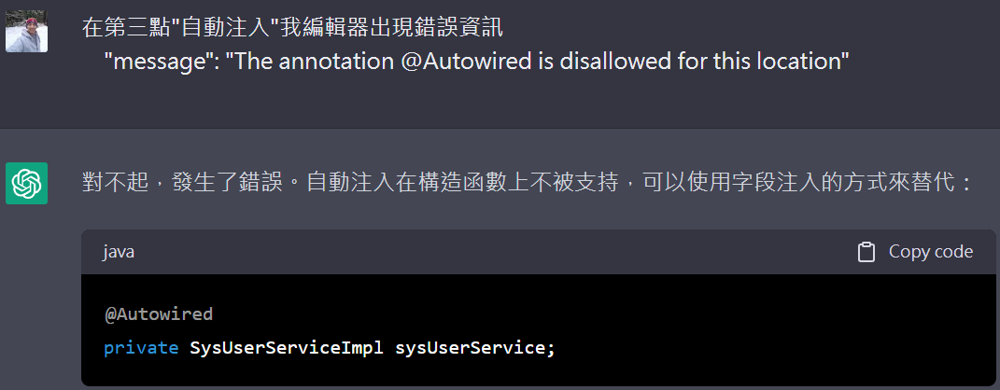 在第三點"自動注入"我編輯器出現錯誤資訊
"message": "The annotation @Autowired is disallowed for this location"
對不起，發生了錯誤。自動注入在構造函數上不被支持，可以使用字段注入的方式來替代：
java
Copy code
@Autowired
private SysUserServiceImpl sysUserService;